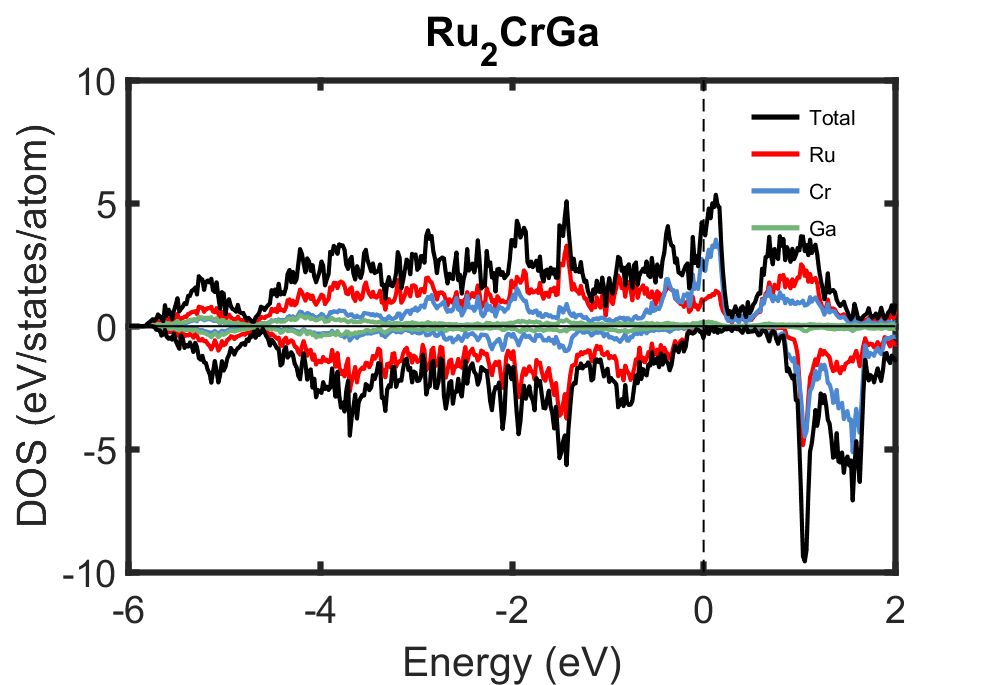 Ru2CrGa
10
5
0
-5
-10
DOS (eV/states/atom)
Total
Ru
Cr
Ga
-6
-4
-2
0
2
Energy (eV)